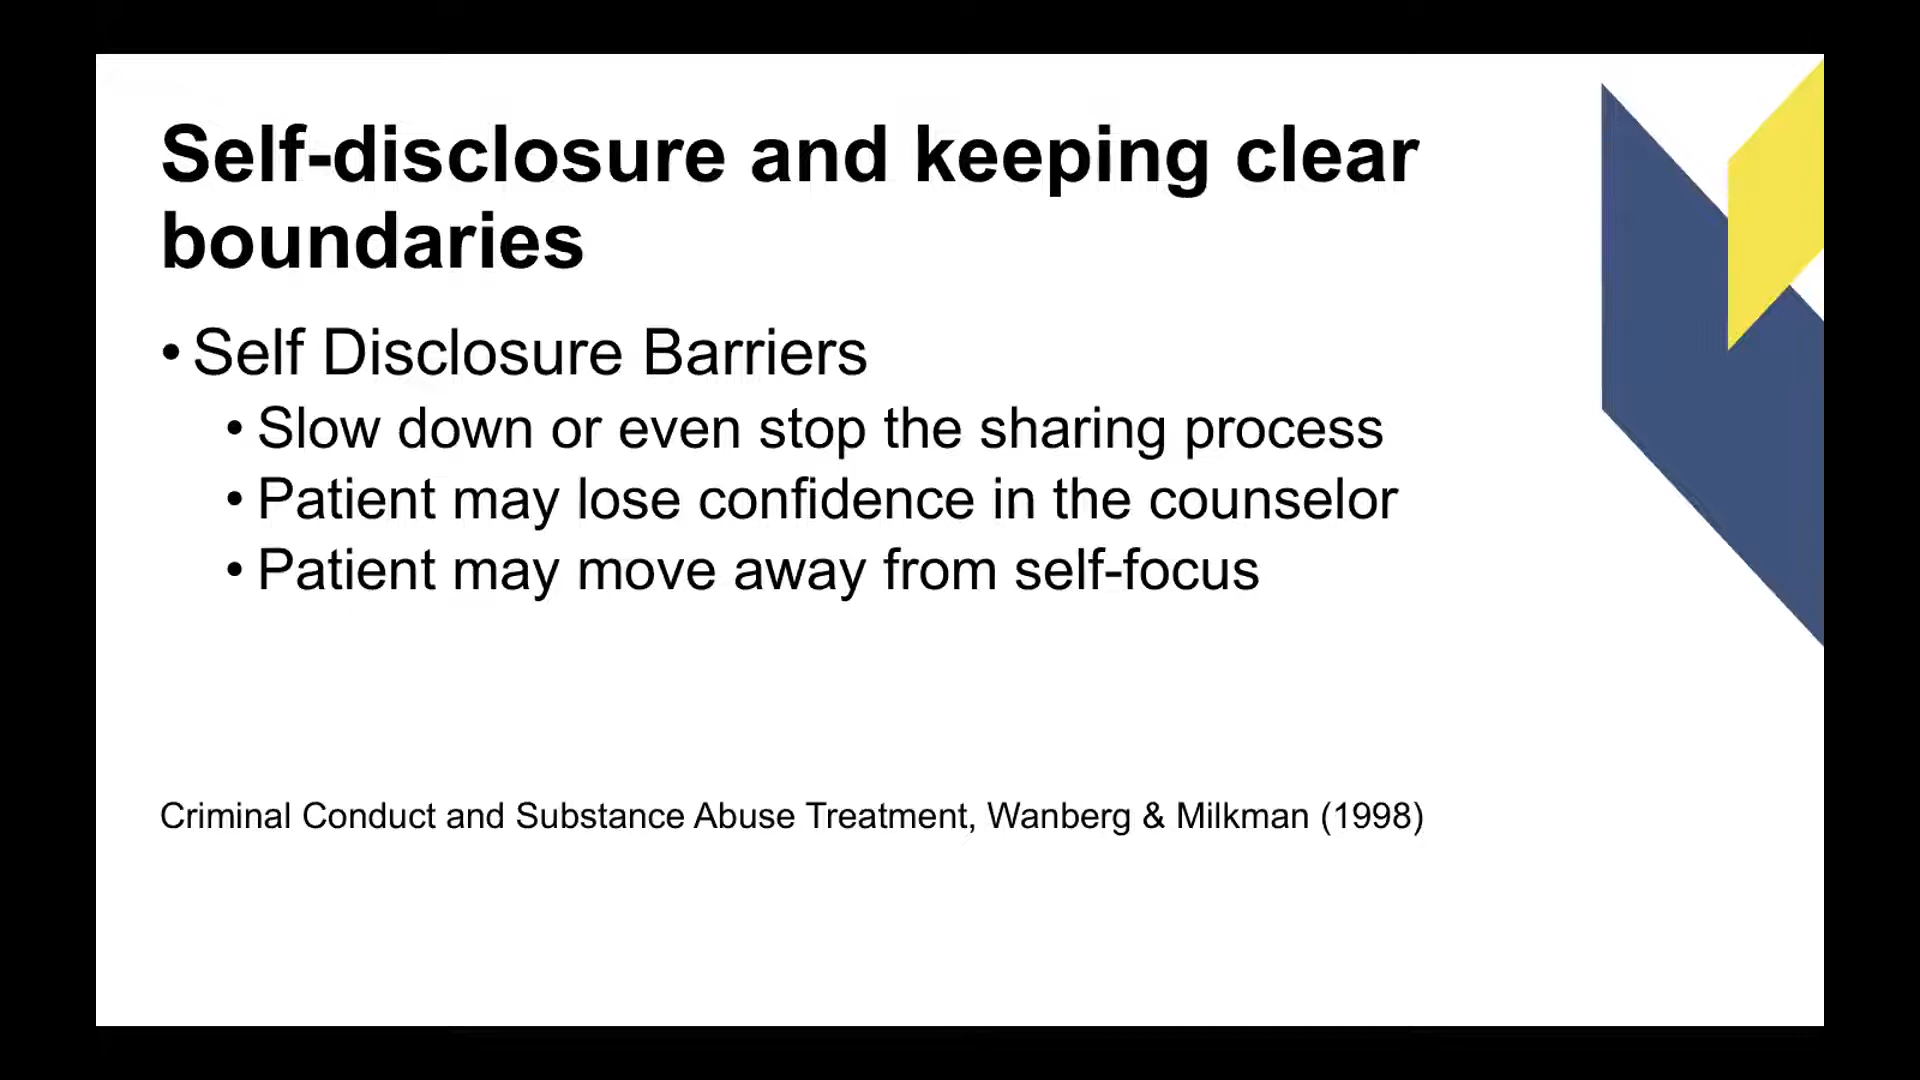 Self-disclosure and keeping clear
boundaries
• Self Disclosure Barriers
• Slow down or even stop the sharing process
• Patient may lose confidence in the counselor
• Patient may move away from self-focus
Criminal Conduct and Substance Abuse Treatment, Wanberg & Milkman (1998)